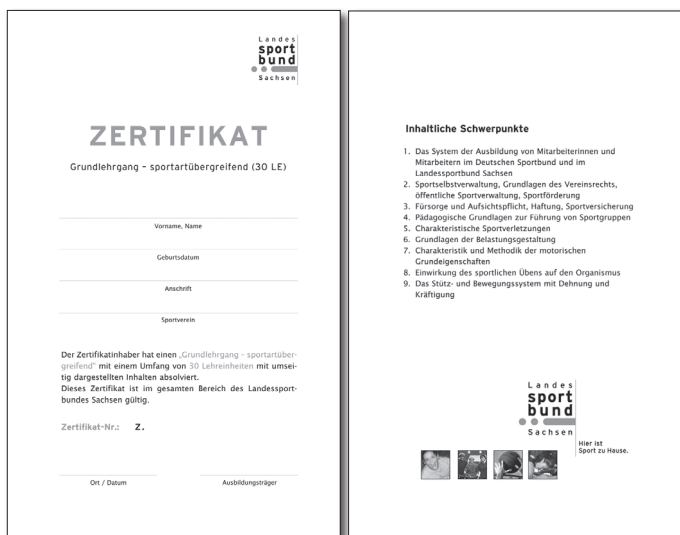 Landes
sport
bund
Sachsen
ZERTIFIKAT
Grundlehrgang – sportartübergreifend (30 LE)
Vorname, Name
Geburtsdatum
Anschrift
Sportverein
Der Zertifikatinhaber hat einen „Grundlehrgang – sportartüber-
greifend“ mit einem Umfang von 30 Lehreinheiten mit umsei-
tig dargestellten Inhalten absolviert.
Dieses Zertifikat ist im gesamten Bereich des Landessport-
bundes Sachsen gültig.
Zertifikat-Nr.: Z.
Ort / Datum
Ausbildungsträger
Inhaltliche Schwerpunkte
1. Das System der Ausbildung von Mitarbeiterinnen und
Mitarbeitern im Deutschen Sportbund und im
Landessportbund Sachsen
2. Sportselbstverwaltung, Grundlagen des Vereinsrechts,
öffentliche Sportverwaltung, Sportförderung
3. Fürsorge und Aufsichtspflicht, Haftung, Sportversicherung
4. Pädagogische Grundlagen zur Führung von Sportgruppen
5. Charakteristische Sportverletzungen
6. Grundlagen der Belastungsgestaltung
7. Charakteristik und Methodik der motorischen
Grundeigenschaften
8. Einwirkung des sportlichen Übens auf den Organismus
9. Das Stütz- und Bewegungssystem mit Dehnung und
Kräftigung
Landes
sport
bund
Sachsen
Hier ist
Sport zu Hause.